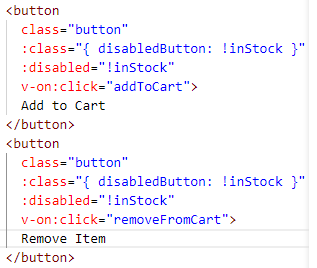 <button
  class="button"
  :class="{ disabledButton: !inStock }"
  :disabled="!inStock"
  v-on:click="addToCart">
  Add to Cart
</button>
<button
  class="button"
  :class="{ disabledButton: !inStock }"
  :disabled="!inStock"
  v-on:click="removeFromCart">
  Remove Item
</button>